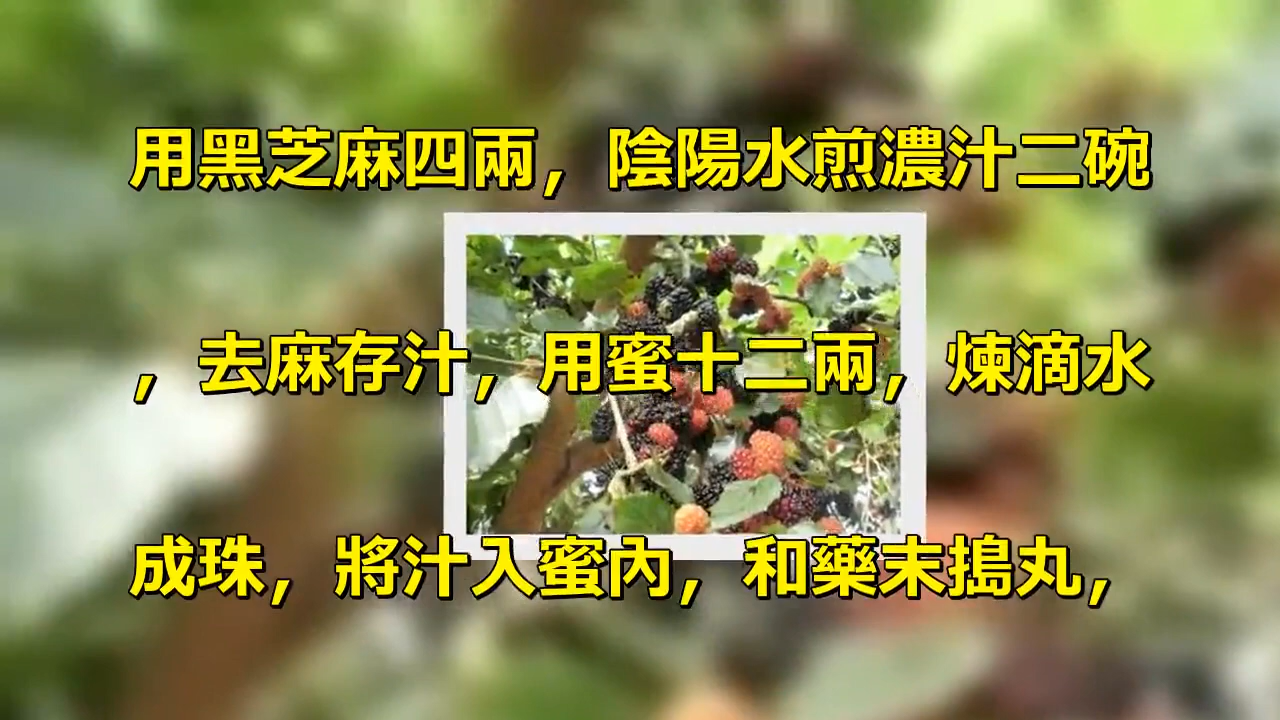 用黑芝麻四兩，陰陽水煎濃汁二碗
，去麻存汁，用蜜十二兩，煉滴水
成珠，將汁入蜜內，和藥末搗丸，